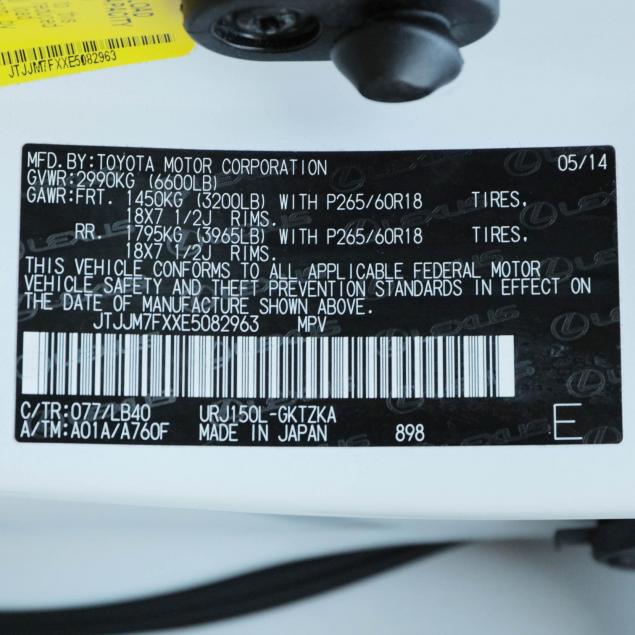 LOAD
CAPACITY
JTJJM7FXXE5082963
MFD.BY:TOYOTA MOTOR CORPORATION 05/14
GVWR:2990KG (6600LB)
GAWR:FRT. 1450KG (3200LB) WITH P265/60R18 TIRES,
18X7 1/2J RIMS.
RR. 1795KG (3965LB) WITH P265/60R18 TIRES,
18X7 1/2J RIMS.
THIS VEHICLE CONFORMS TO ALL APPLICABLE FEDERAL MOTOR
VEHICLE SAFETY AND THEFT PREVENTION STANDARDS IN EFFECT ON
THE DATE OF MANUFACTURE SHOWN ABOVE.
JTJJM7FXXE5082963 MPV
C/TR:077/LB40 URJ150L-GKTZKA
A/TM:A01A/A760F MADE IN JAPAN 898 E
LEXUS